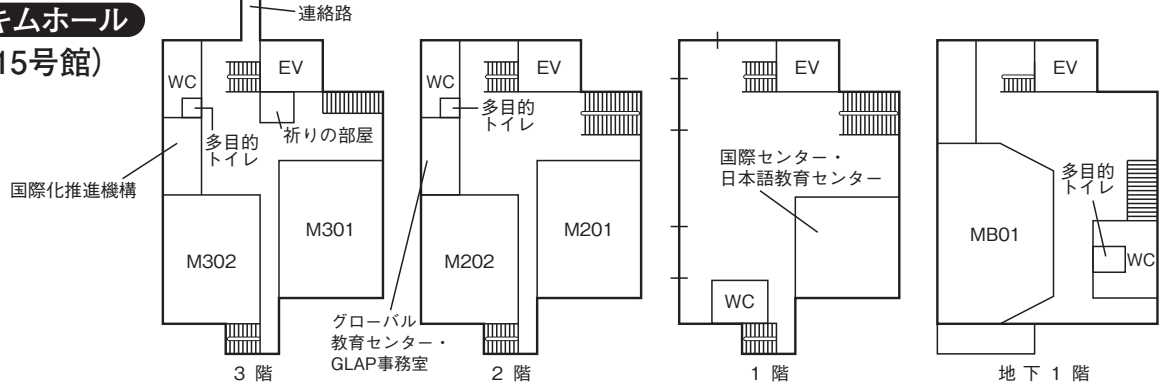 キムホール
15号館）
連絡路
WC
EV
多目的
トイレ
祈りの部屋
国際化推進機構
M301
M302
3 階
WC
EV
多目的
トイレ
M201
M202
グローバル
教育センター・
GLAP事務室
2 階
EV
国際センター・
日本語教育センター
WC
1 階
EV
多目的
トイレ
MB01
WC
地 下 1 階